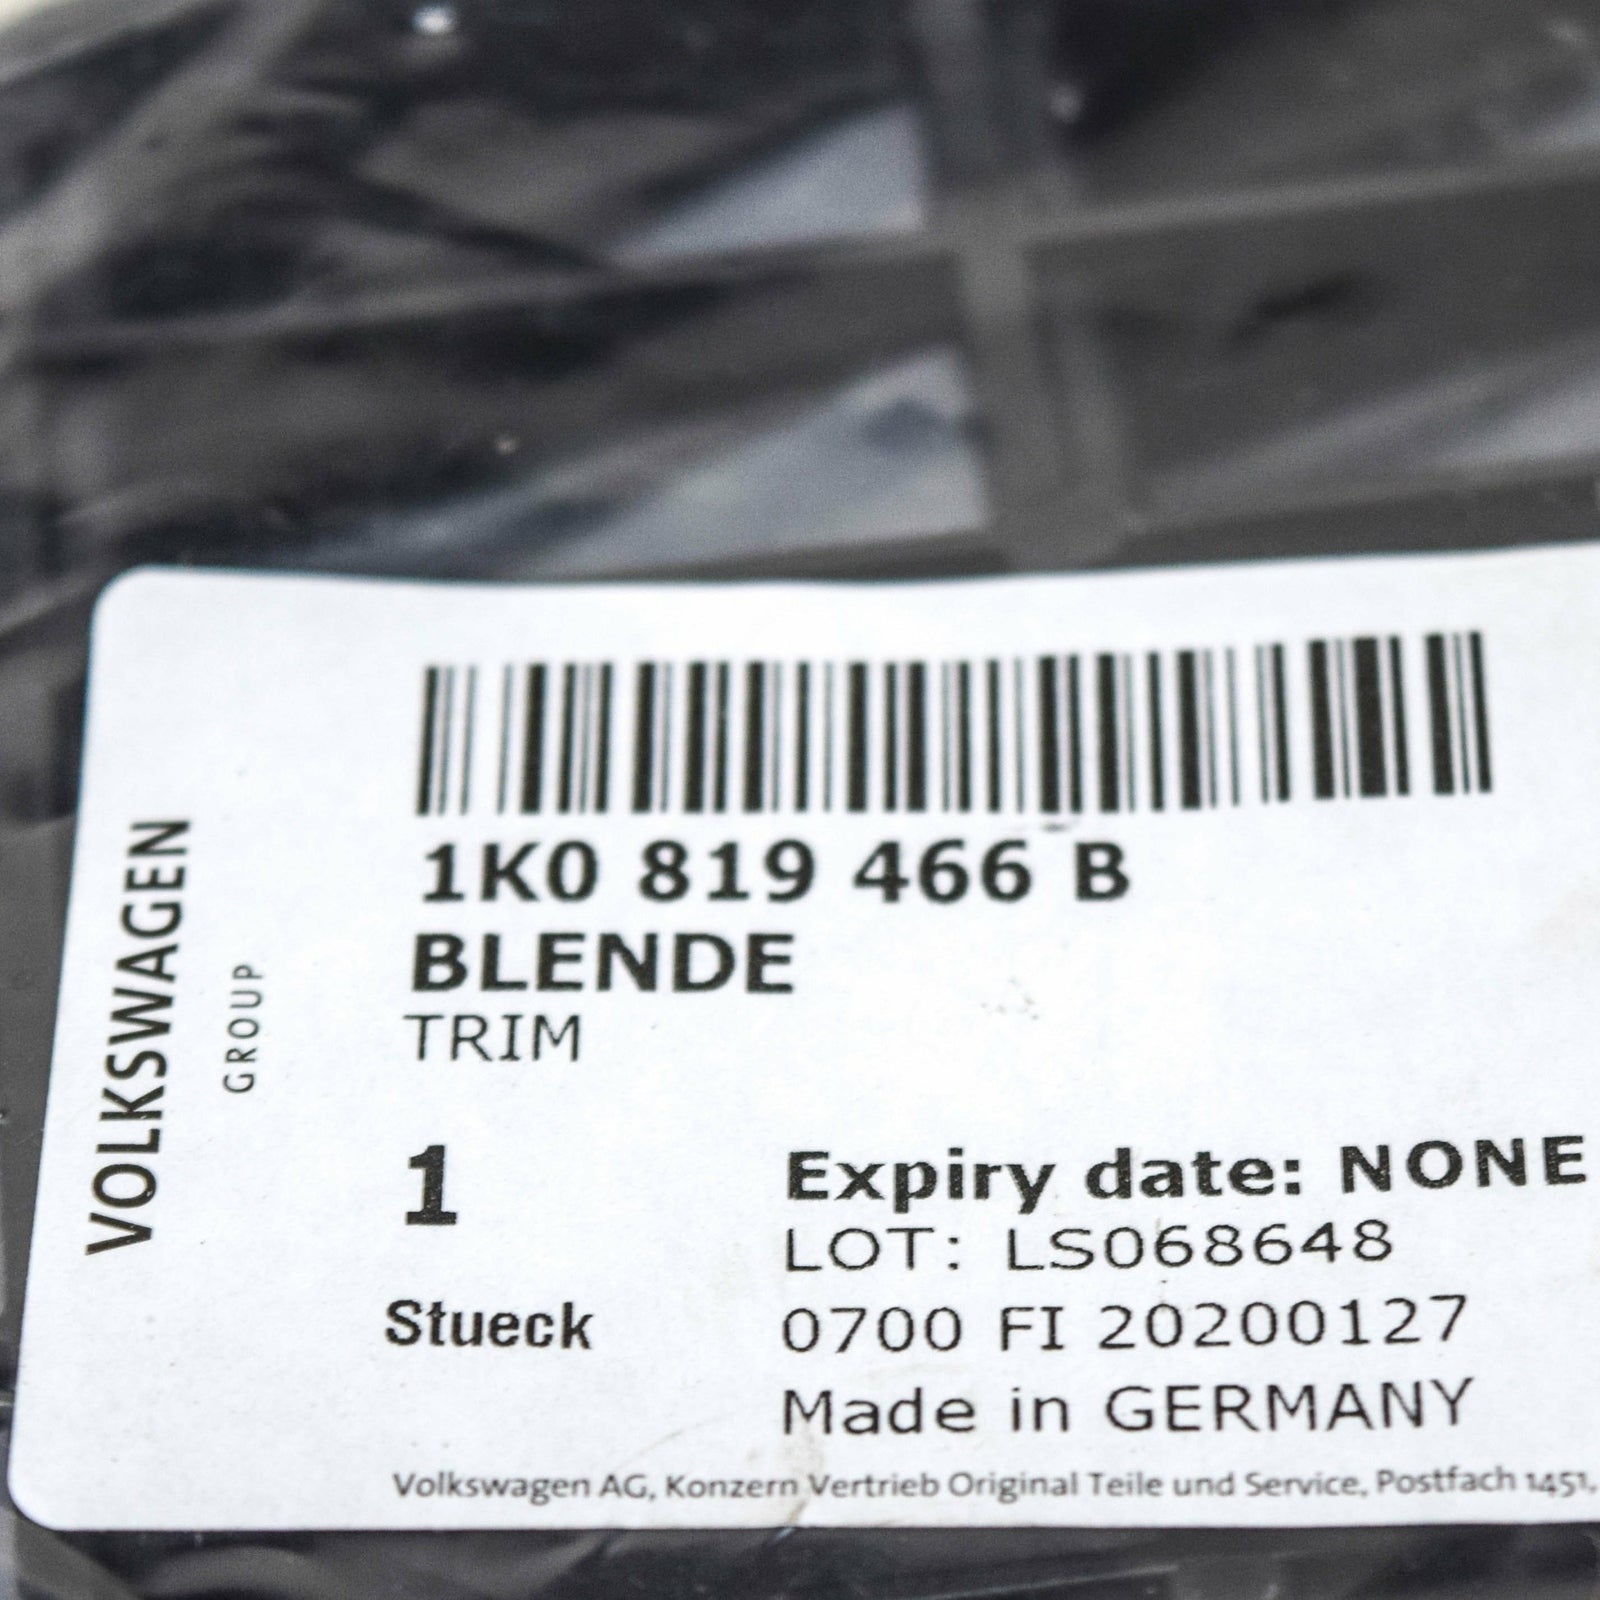 VOLKSWAGEN
GROUP
1K0 819 466 B
BLENDE
TRIM
1
Stueck
Expiry date: NONE
LOT: LS068648
0700 FI 20200127
Made in GERMANY
Volkswagen AG, Konzern Vertrieb Original Teile und Service, Postfach 1451,